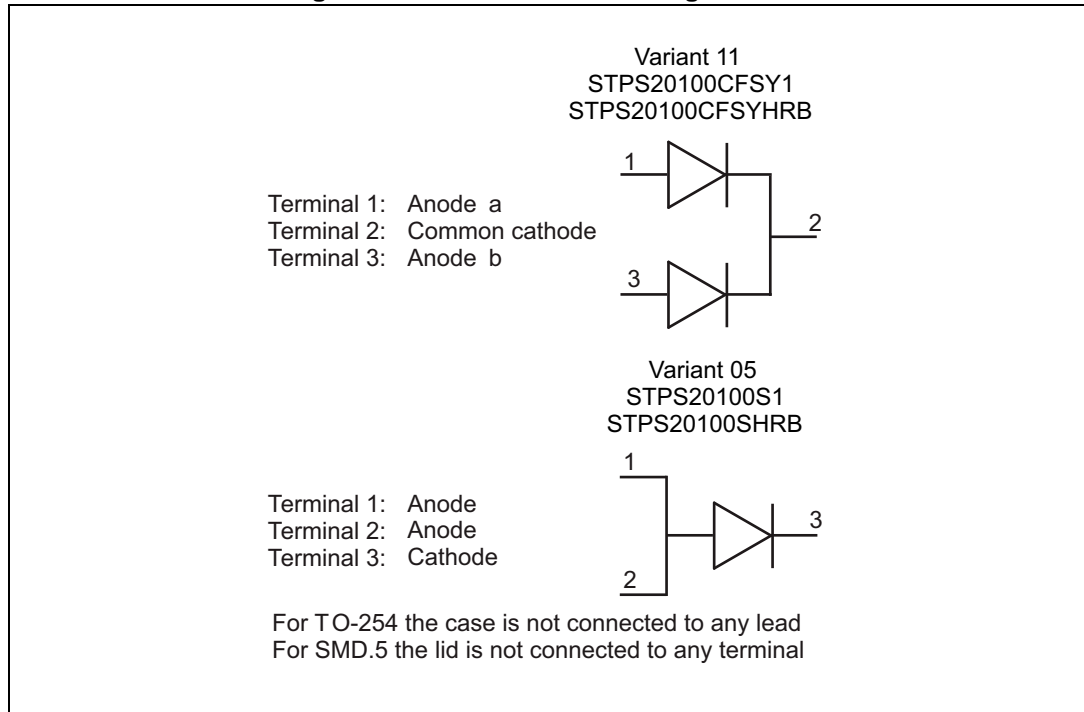 Variant 11
STPS20100CFSY1
STPS20100CFSYHRB
1
2
3
Terminal 1: Anode a
Terminal 2: Common cathode
Terminal 3: Anode b
Variant 05
STPS20100S1
STPS20100SHRB
1
3
2
Terminal 1: Anode
Terminal 2: Anode
Terminal 3: Cathode
For TO-254 the case is not connected to any lead
For SMD.5 the lid is not connected to any terminal